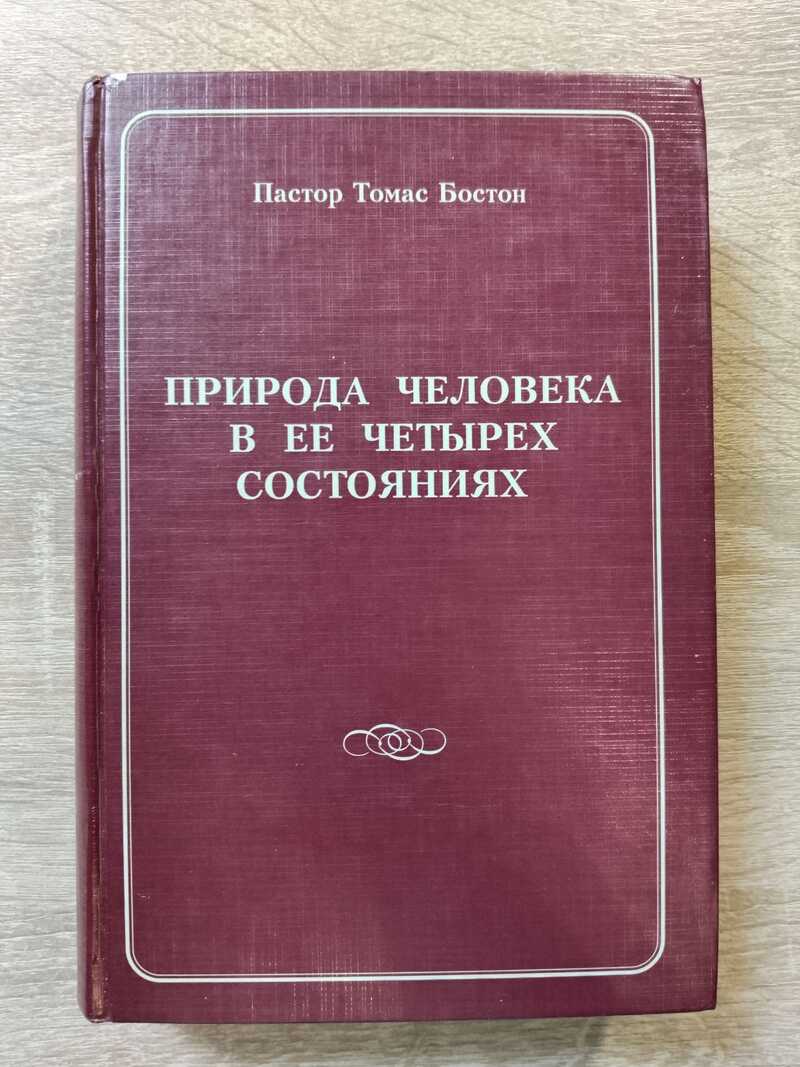 Пастор Томас Бостон
ПРИРОДА ЧЕЛОВЕКА
В ЕЕ ЧЕТЫРЕХ
СОСТОЯНИЯХ